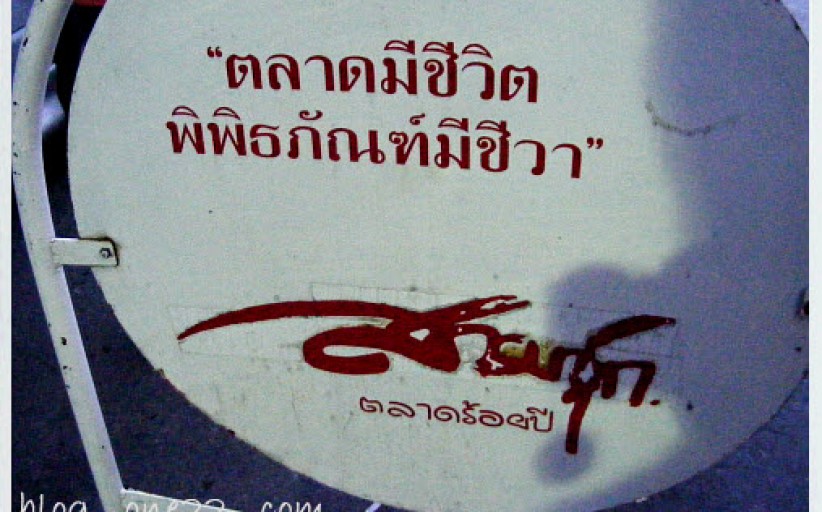 “ตลาดมีชีวิต
พิพิธภัณฑ์มีชีวา”
สามชุก
ตลาดร้อยปี